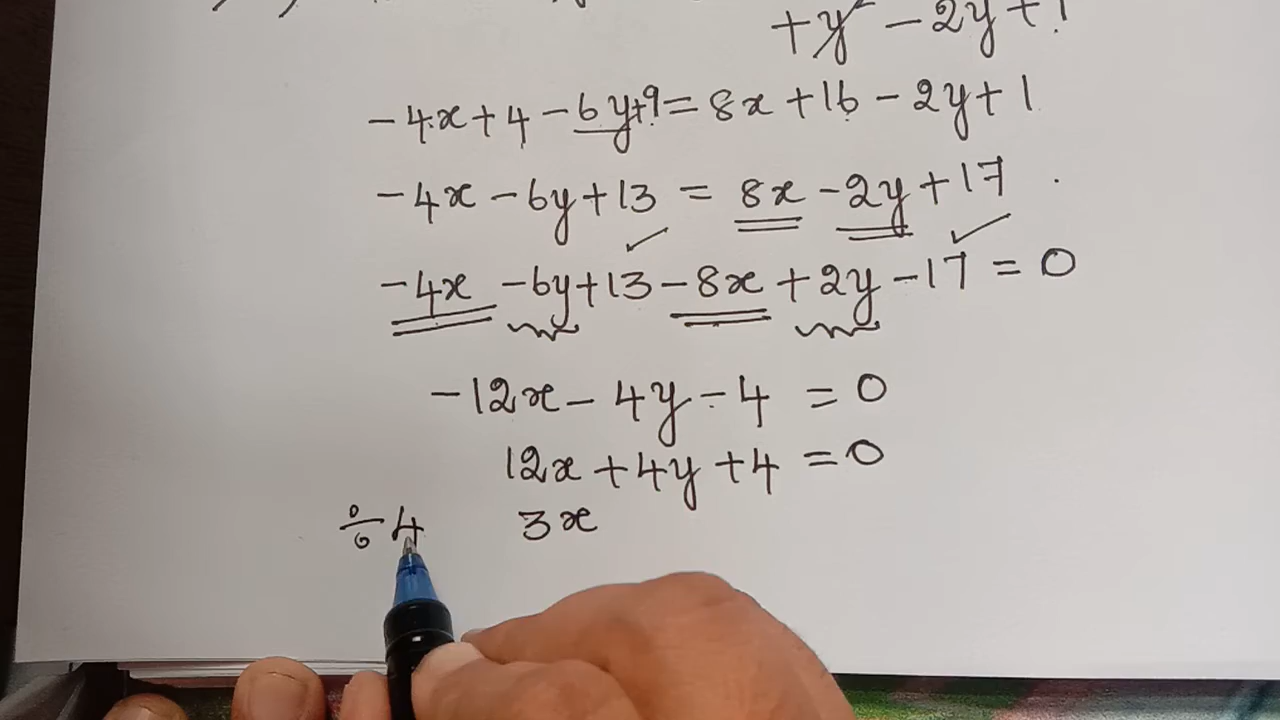 +y² - 2y + 1
-4x + 4 - 6y + 9 = 8x + 16 - 2y + 1
-4x - 6y + 13 = 8x - 2y + 17
-4x - 6y + 13 - 8x + 2y - 17 = 0
-12x - 4y - 4 = 0
12x + 4y + 4 = 0
÷ 4 3x